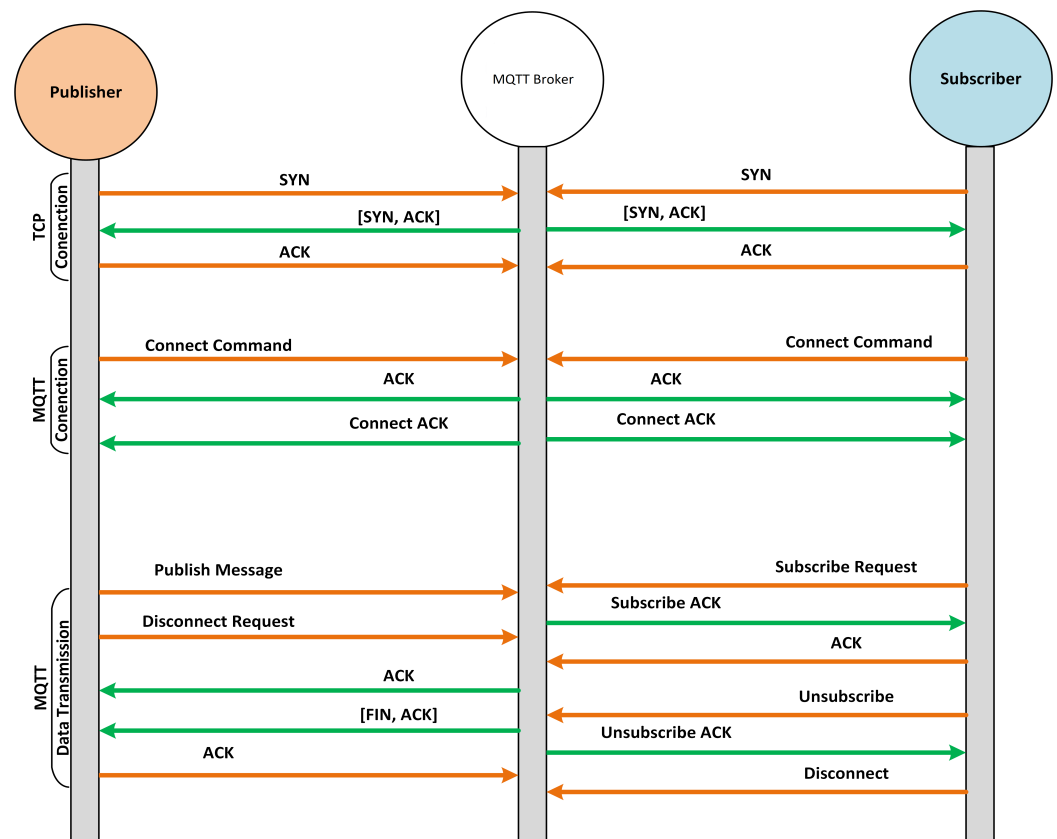 Publisher
MQTT Broker
Subscriber
TCP
Conenction
SYN
SYN
[SYN, ACK]
[SYN, ACK]
ACK
ACK
MQTT
Conenction
Connect Command
Connect Command
ACK
ACK
Connect ACK
Connect ACK
MQTT
Data Transmission
Publish Message
Subscribe Request
Disconnect Request
Subscribe ACK
ACK
ACK
[FIN, ACK]
Unsubscribe
ACK
Unsubscribe ACK
Disconnect